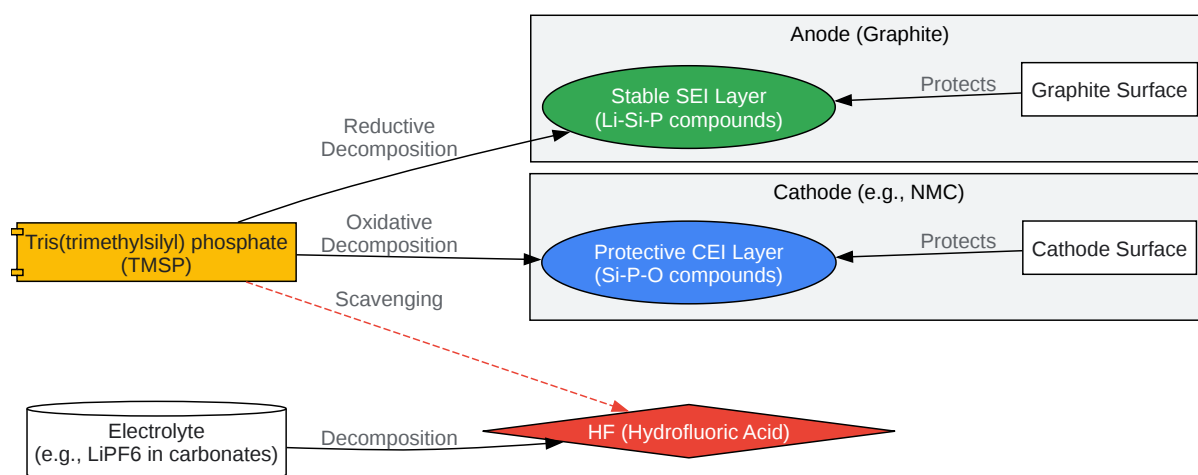 Anode (Graphite)
Stable SEI Layer
(Li-Si-P compounds)
Protects
Graphite Surface
Reductive
Decomposition
Cathode (e.g., NMC)
Tris(trimethylsilyl) phosphate
(TMSP)
Oxidative
Decomposition
Protective CEI Layer
(Si-P-O compounds)
Protects
Cathode Surface
Scavenging
Electrolyte
(e.g., LiPF6 in carbonates)
Decomposition
HF (Hydrofluoric Acid)